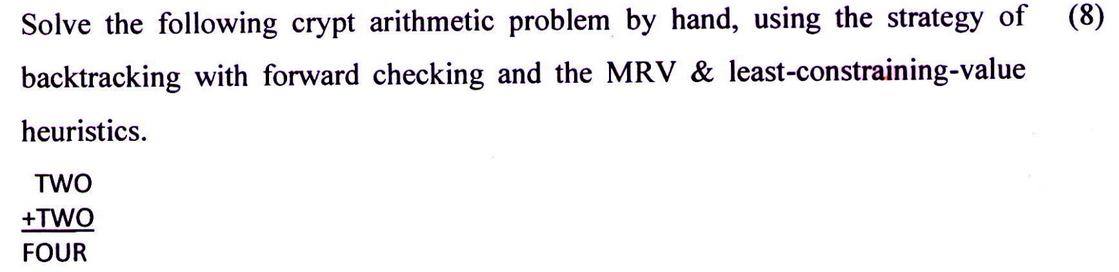 Solve the following crypt arithmetic problem by hand, using the strategy of (8)
backtracking with forward checking and the MRV & least-constraining-value
heuristics.
TWO
+TWO
FOUR